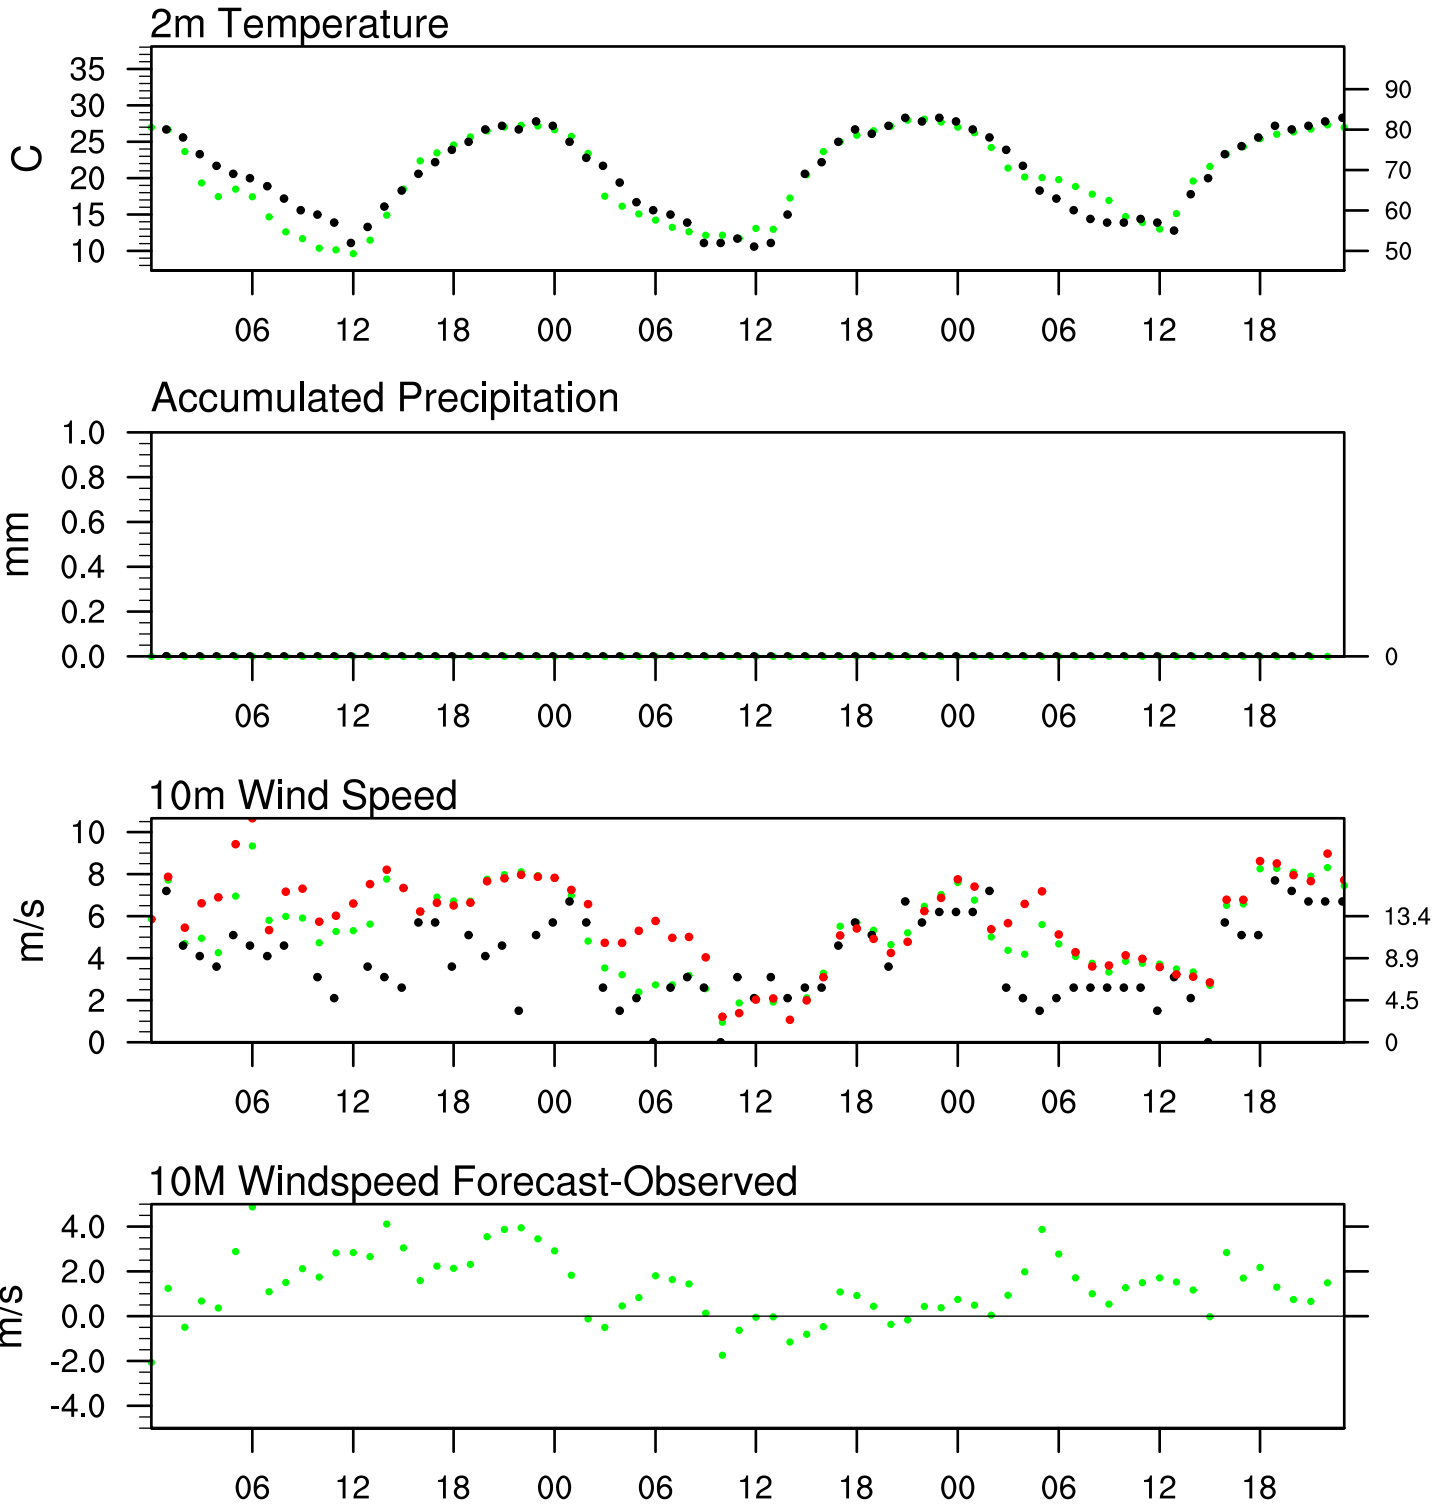 2m Temperature
35
30
25
20
15
10
C
90
80
70
60
50
06 12 18 00 06 12 18 00 06 12 18
Accumulated Precipitation
1.0
0.8
0.6
0.4
0.2
0.0
mm
0
06 12 18 00 06 12 18 00 06 12 18
10m Wind Speed
10
8
6
4
2
0
m/s
13.4
8.9
4.5
0
06 12 18 00 06 12 18 00 06 12 18
10M Windspeed Forecast-Observed
4.0
2.0
0.0
-2.0
-4.0
m/s
06 12 18 00 06 12 18 00 06 12 18